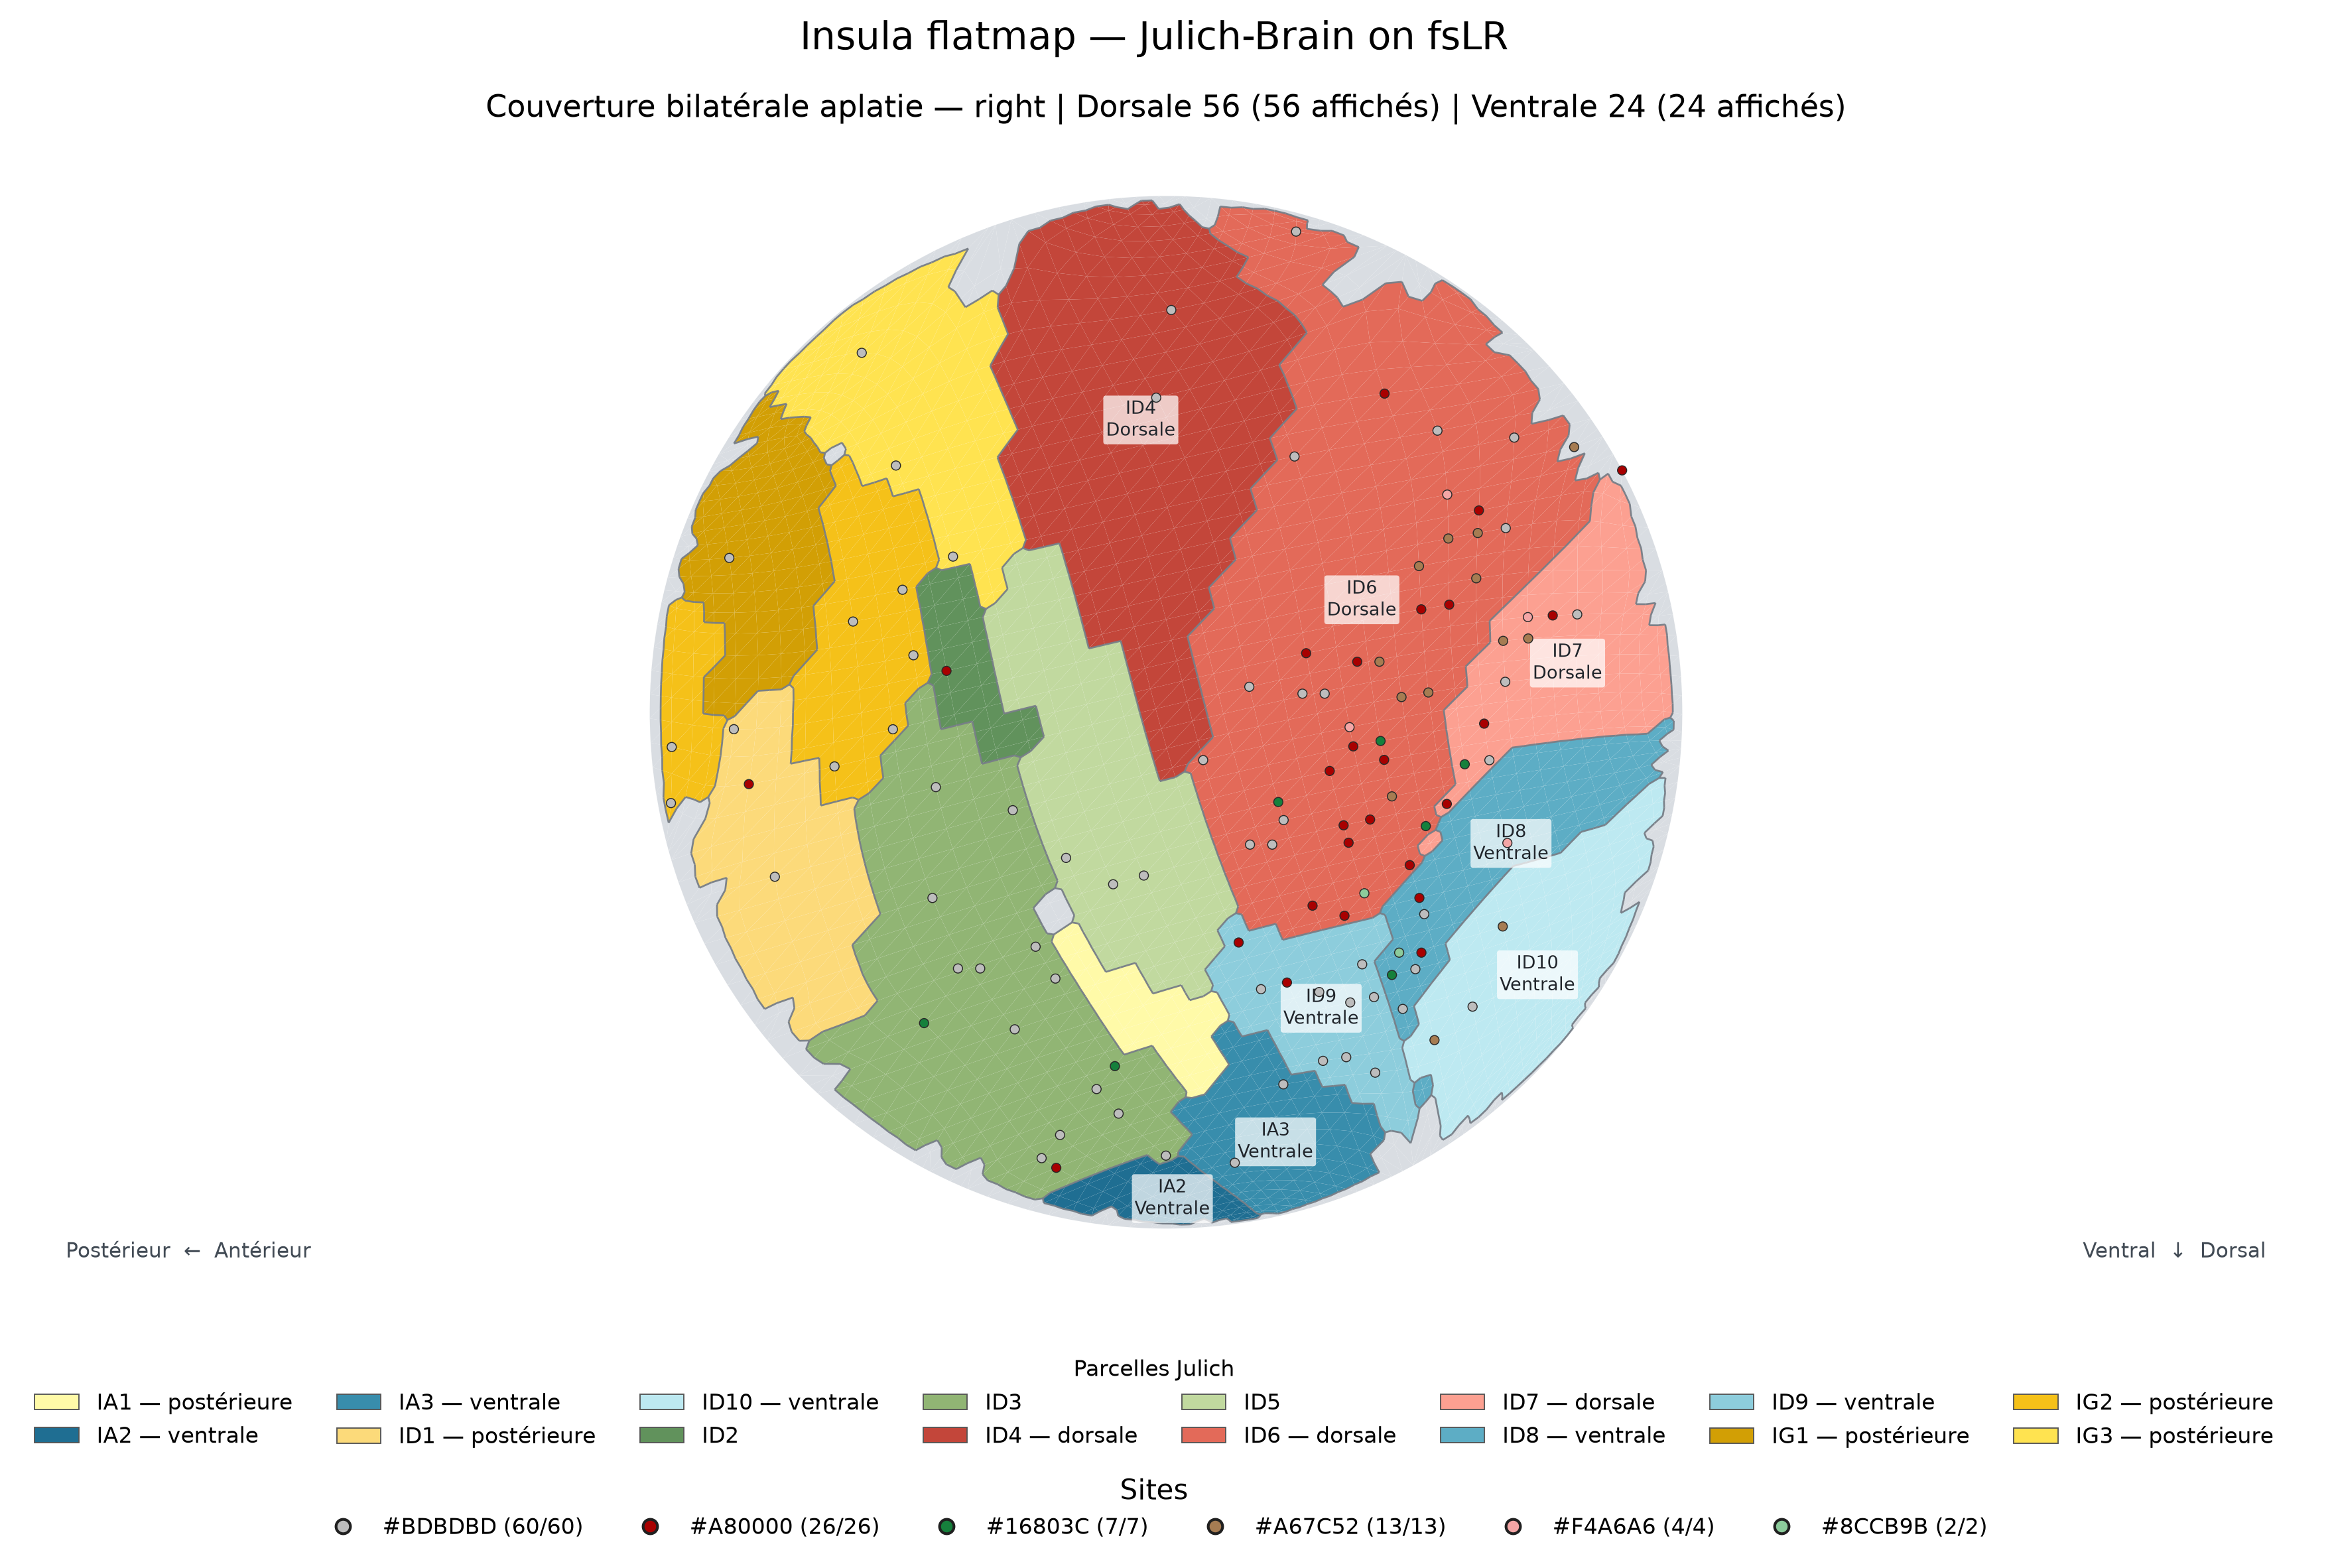 Insula flatmap — Julich-Brain on fsLR
Couverture bilatérale aplatie — right | Dorsale 56 (56 affichés) | Ventrale 24 (24 affichés)
ID4
Dorsale
ID6
Dorsale
ID7
Dorsale
ID8
Ventrale
ID10
Ventrale
ID9
Ventrale
IA3
Ventrale
IA2
Ventrale
Postérieur ← Antérieur
Ventral ↓ Dorsal
Parcelles Julich
IA1 — postérieure
IA3 — ventrale
ID10 — ventrale
ID3
ID5
ID7 — dorsale
ID9 — ventrale
IG2 — postérieure
IA2 — ventrale
ID1 — postérieure
ID2
ID4 — dorsale
ID6 — dorsale
ID8 — ventrale
IG1 — postérieure
IG3 — postérieure
Sites
#BDBDBD (60/60)
#A80000 (26/26)
#16803C (7/7)
#A67C52 (13/13)
#F4A6A6 (4/4)
#8CCB9B (2/2)